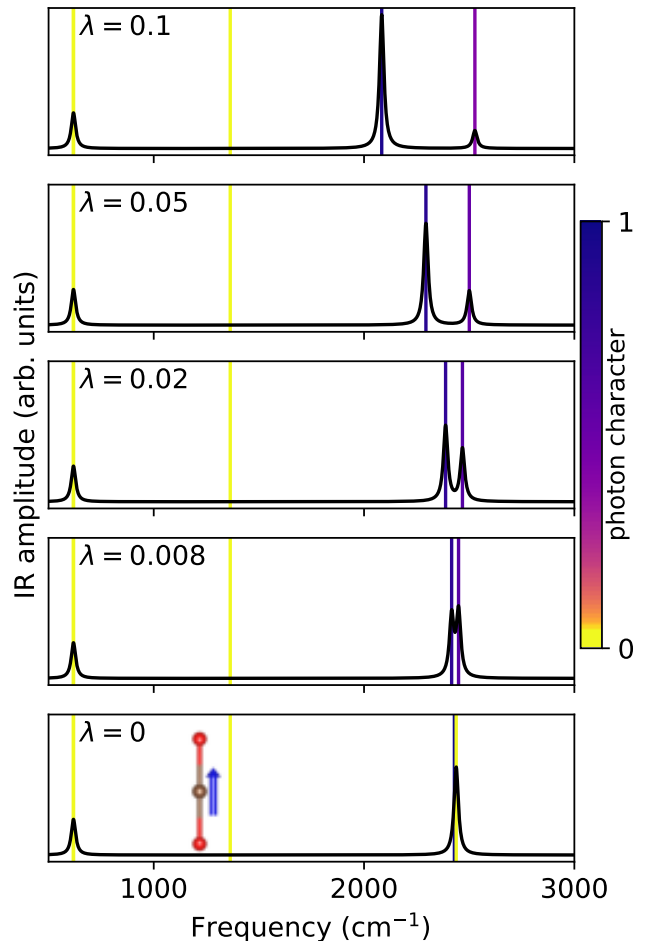 λ = 0.1
λ = 0.05
λ = 0.02
λ = 0.008
λ = 0
IR amplitude (arb. units)
1
photon character
0
1000 2000 3000
Frequency (cm⁻¹)